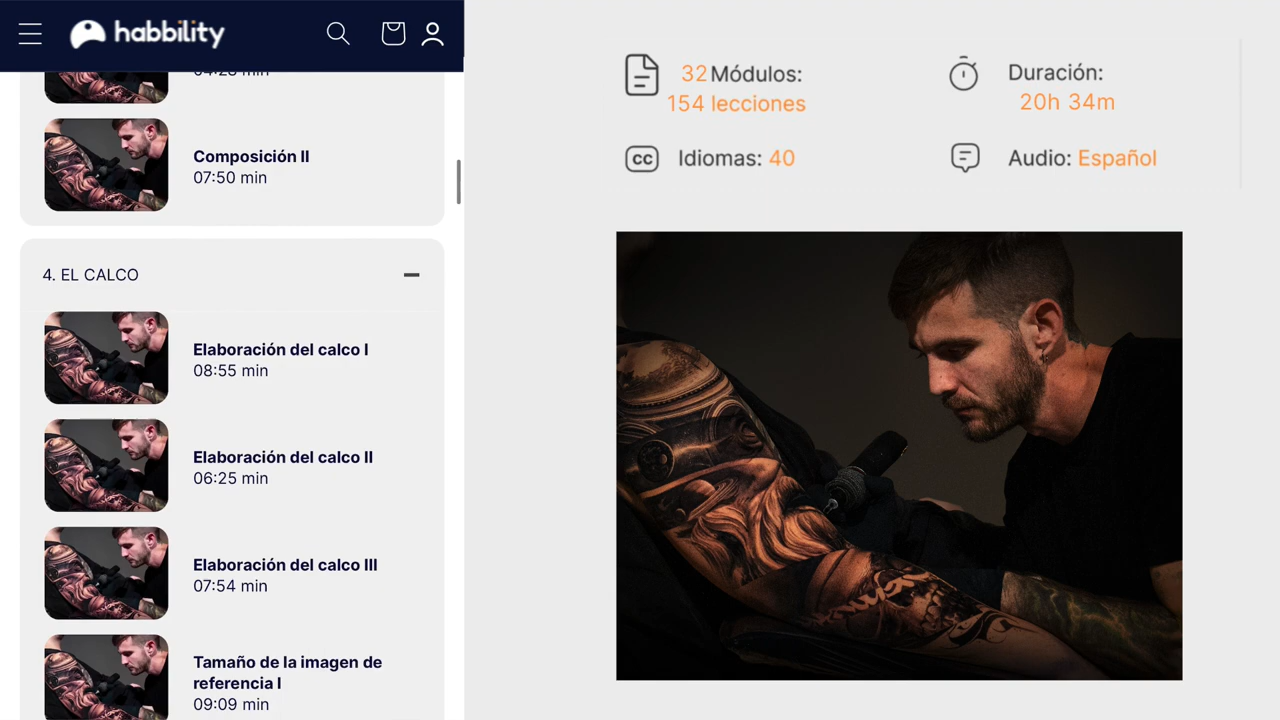 habbility
Composición II
07:50 min
4. EL CALCO
Elaboración del calco I
08:55 min
Elaboración del calco II
06:25 min
Elaboración del calco III
07:54 min
Tamaño de la imagen de
referencia I
09:09 min
32 Módulos:
154 lecciones
Duración:
20h 34m
CC
Idiomas: 40
Audio: Español